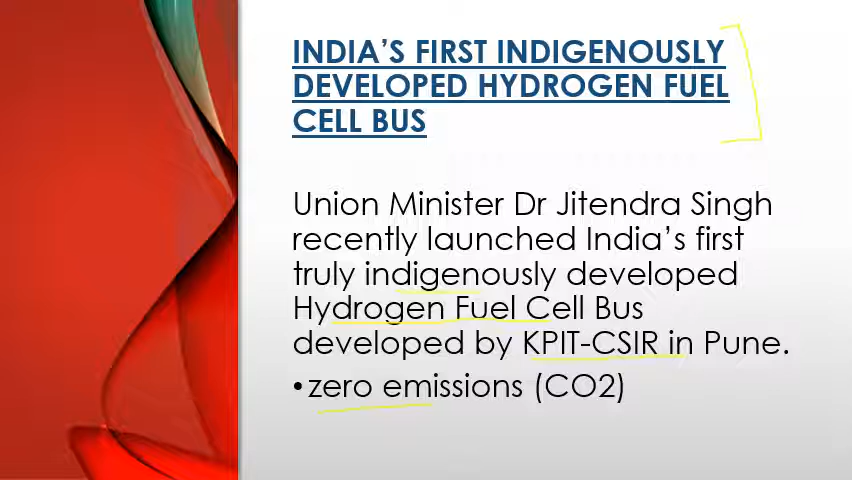 INDIA'S FIRST INDIGENOUSLY
DEVELOPED HYDROGEN FUEL
CELL BUS
Union Minister Dr Jitendra Singh
recently launched India's first
truly indigenously developed
Hydrogen Fuel Cell Bus
developed by KPIT-CSIR in Pune.
•zero emissions (CO2)